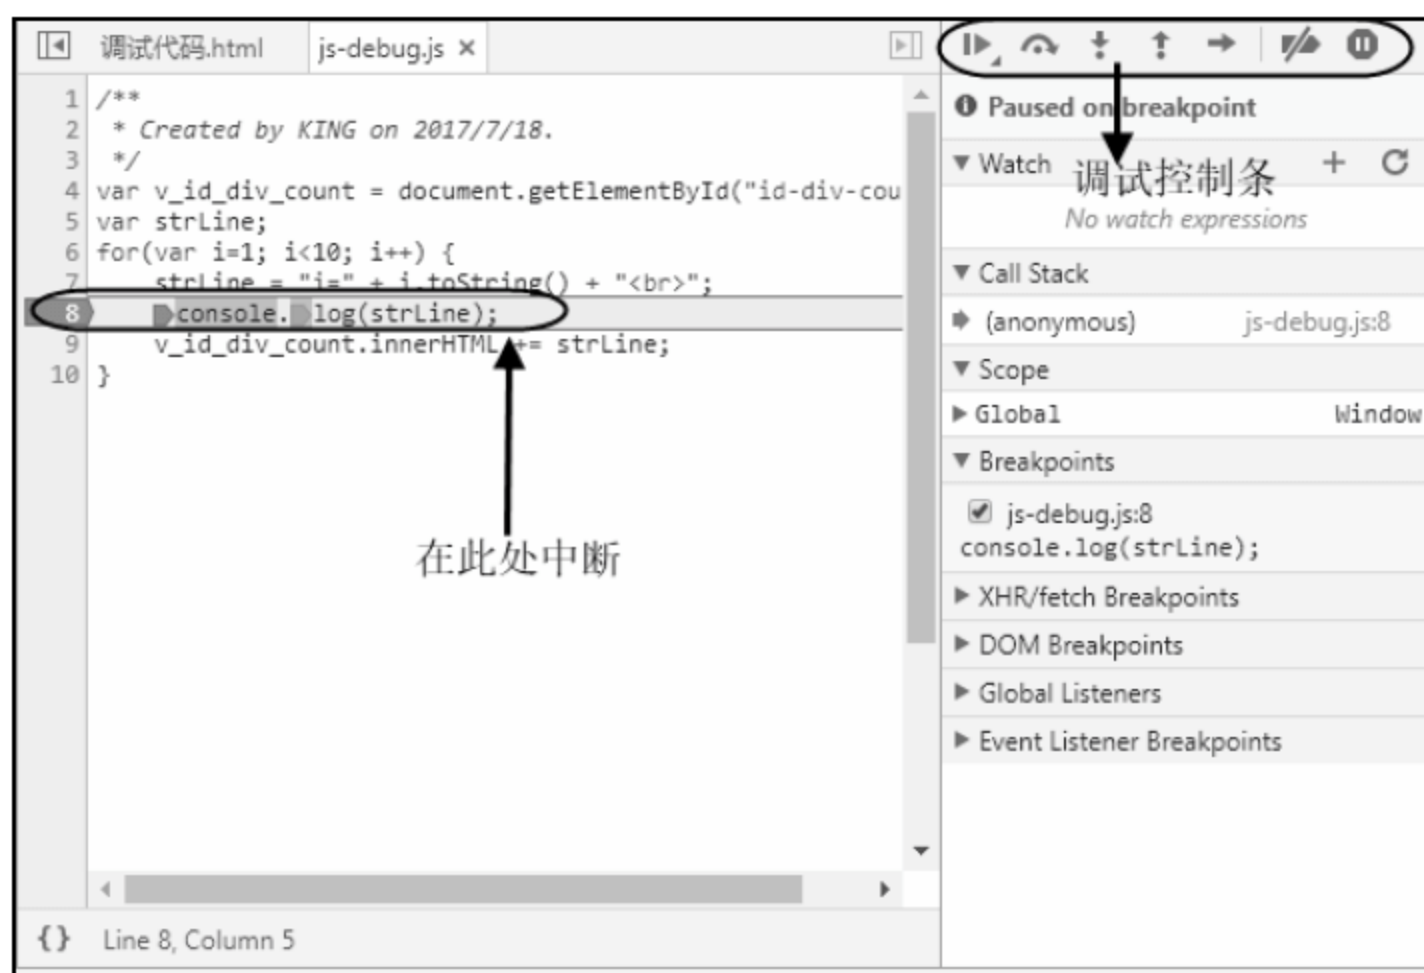 调试代码.html
js-debug.js ×
1 /**
2 * Created by KING on 2017/7/18.
3 */
4 var v_id_div_count = document.getElementById("id-div-cou
5 var strLine;
6 for(var i=1; i<10; i++) {
7 strLine = "i=" + i.toString() + "<br>";
8 console.log(strLine);
9 v_id_div_count.innerHTML += strLine;
10 }
在此处中断
{} Line 8, Column 5
Paused on breakpoint
Watch
调试控制条
No watch expressions
Call Stack
(anonymous) js-debug.js:8
Scope
Global Window
Breakpoints
js-debug.js:8
console.log(strLine);
XHR/fetch Breakpoints
DOM Breakpoints
Global Listeners
Event Listener Breakpoints